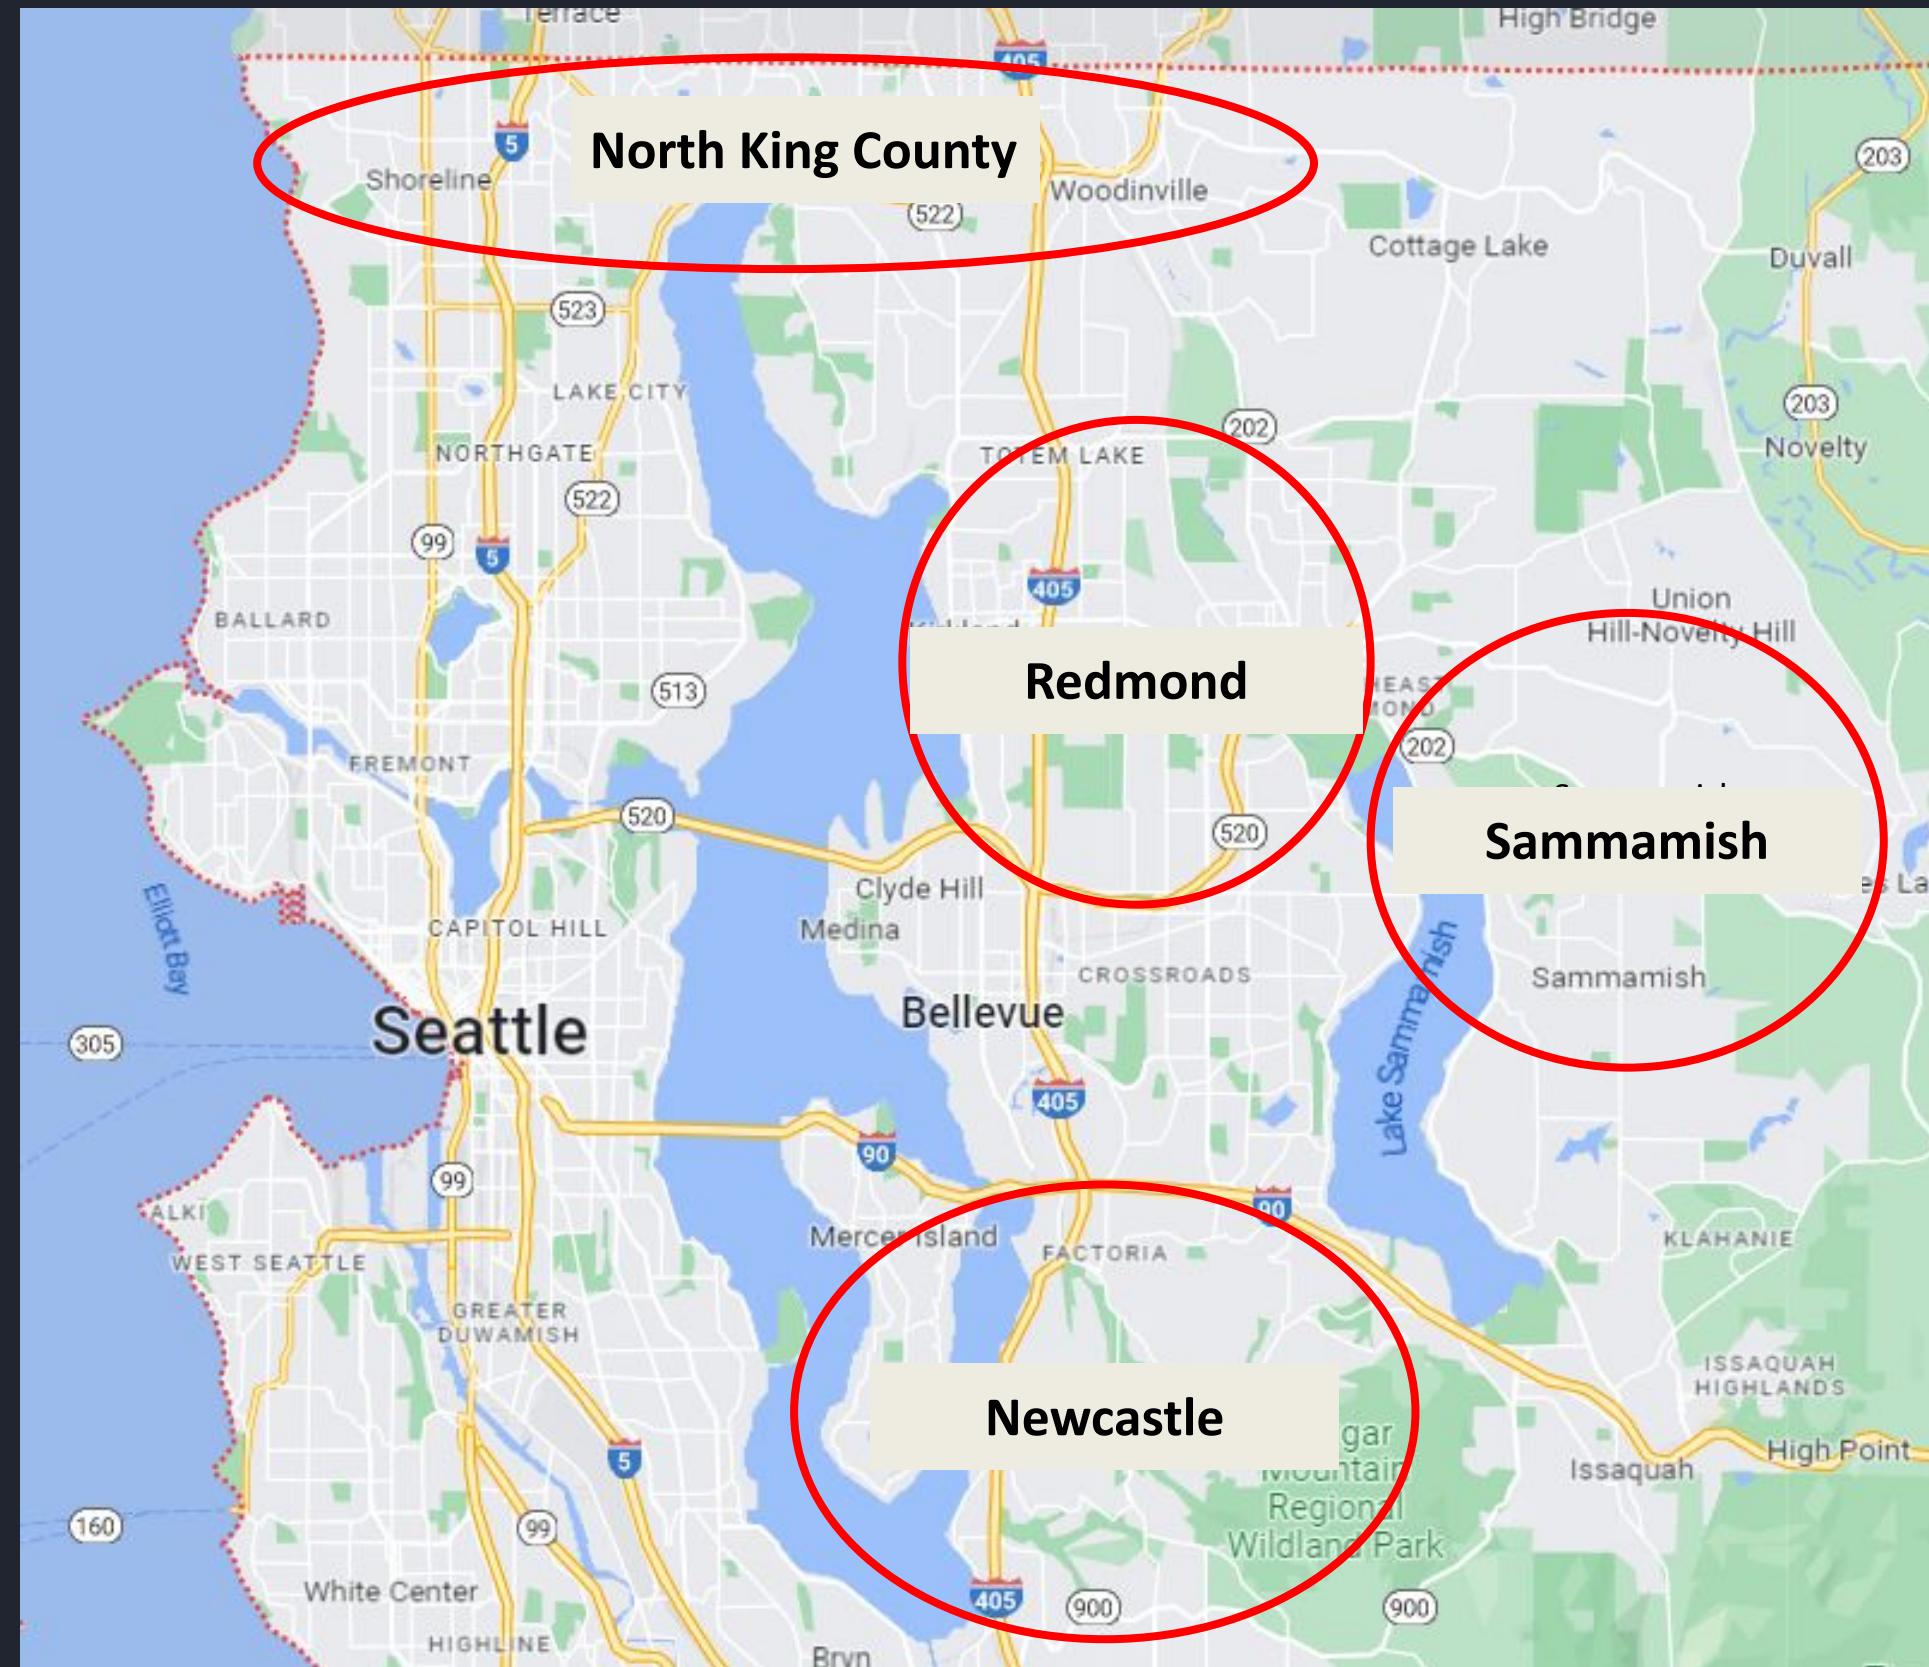 Terrace
High Bridge
405
5
North King County
203
Shoreline
Woodinville
522
Cottage Lake
Duvall
523
LAKE CITY
203
202
NORTHGATE
TOTEM LAKE
Novelty
522
99
5
405
Union
Hill-Novelty Hill
BALLARD
Kirkland
513
Redmond
202
FREMONT
520
520
Sammamish
Clyde Hill
Elliott Bay
CAPITOL HILL
Medina
CROSSROADS
Sammamish
Bellevue
Seattle
Lake Sammamish
305
405
90
99
90
ALKI
Mercer Island
FACTORIA
KLAHANIE
WEST SEATTLE
GREATER
DUWAMISH
ISSAQUAH
HIGHLANDS
Newcastle
gar
Mountain
Regional
Wildland Park
5
Issaquah
High Point
160
99
White Center
405
900
900
HIGHLINE
Bryn